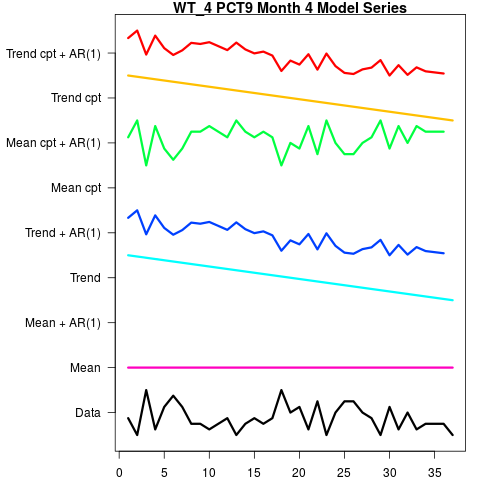 WT_4 PCT9 Month 4 Model Series
Trend cpt + AR(1)
Trend cpt
Mean cpt + AR(1)
Mean cpt
Trend + AR(1)
Trend
Mean + AR(1)
Mean
Data
0 5 10 15 20 25 30 35